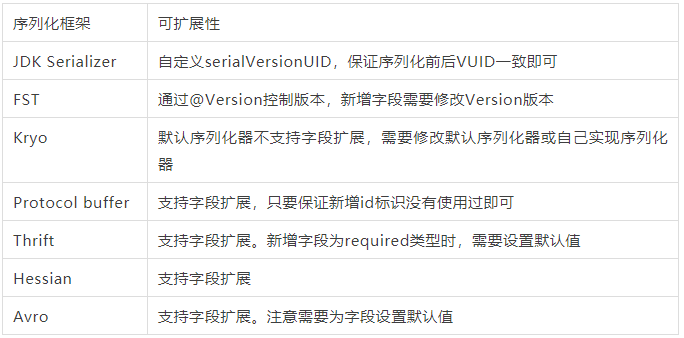 序列化框架 可扩展性
JDK Serializer 自定义serialVersionUID，保证序列化前后VUID一致即可
FST 通过@Version控制版本，新增字段需要修改Version版本
Kryo 默认序列化器不支持字段扩展，需要修改默认序列化器或自己实现序列化
器
Protocol buffer 支持字段扩展，只要保证新增id标识没有使用过即可
Thrift 支持字段扩展。新增字段为required类型时，需要设置默认值
Hessian 支持字段扩展
Avro 支持字段扩展。注意需要为字段设置默认值